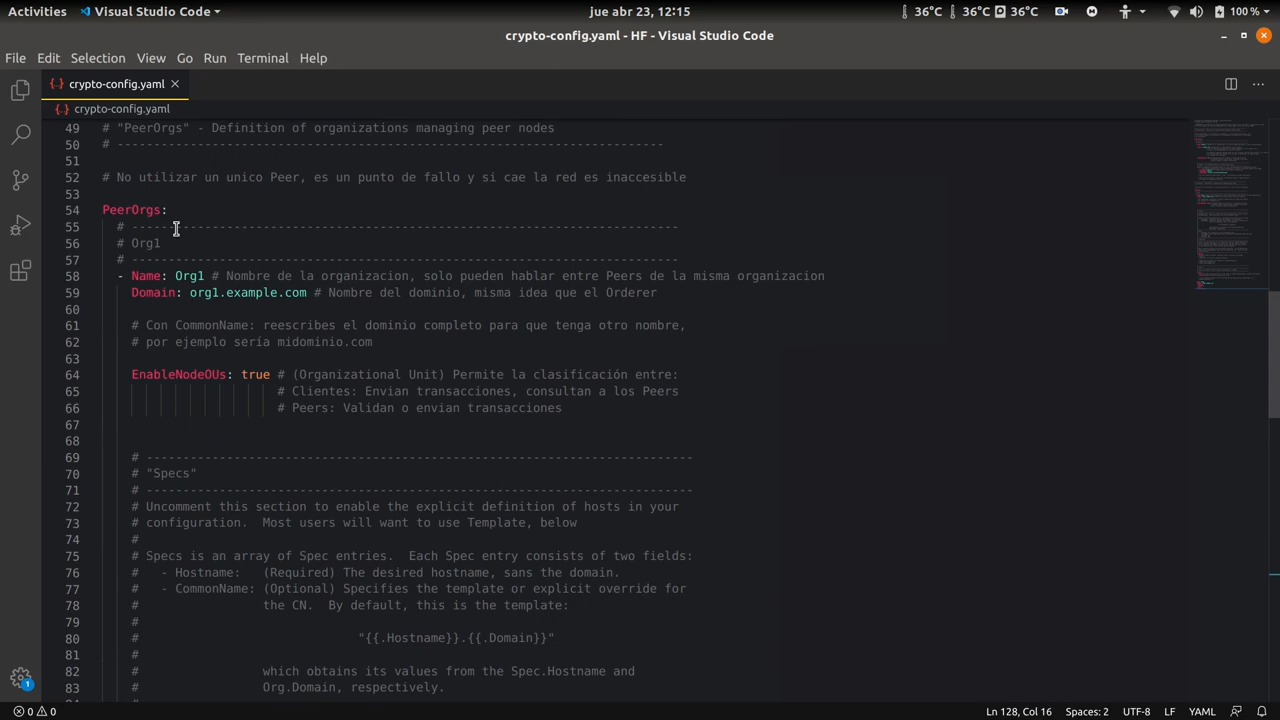 Activities Visual Studio Code jue abr 23, 12:15 36°C 36°C 36°C 100 %
crypto-config.yaml - HF - Visual Studio Code
File Edit Selection View Go Run Terminal Help
crypto-config.yaml
crypto-config.yaml
49 # "PeerOrgs" - Definition of organizations managing peer nodes
50 # ---------------------------------------------------------------------------
51
52 # No utilizar un unico Peer, es un punto de fallo y si cae la red es inaccesible
53
54 PeerOrgs:
55 # ---------------------------------------------------------------------------
56 # Org1
57 # ---------------------------------------------------------------------------
58 - Name: Org1 # Nombre de la organizacion, solo pueden hablar entre Peers de la misma organizacion
59 Domain: org1.example.com # Nombre del dominio, misma idea que el Orderer
60
61 # Con CommonName: reescribes el dominio completo para que tenga otro nombre,
62 # por ejemplo sería midominio.com
63
64 EnableNodeOUs: true # (Organizational Unit) Permite la clasificación entre:
65 # Clientes: Envian transacciones, consultan a los Peers
66 # Peers: Validan o envian transacciones
67
68
69 # ---------------------------------------------------------------------------
70 # "Specs"
71 # ---------------------------------------------------------------------------
72 # Uncomment this section to enable the explicit definition of hosts in your
73 # configuration. Most users will want to use Template, below
74 #
75 # Specs is an array of Spec entries. Each Spec entry consists of two fields:
76 # - Hostname: (Required) The desired hostname, sans the domain.
77 # - CommonName: (Optional) Specifies the template or explicit override for
78 # the CN. By default, this is the template:
79 #
80 # "{{.Hostname}}.{{.Domain}}"
81 #
82 # which obtains its values from the Spec.Hostname and
83 # Org.Domain, respectively.
0 0 Ln 128, Col 16 Spaces: 2 UTF-8 LF YAML